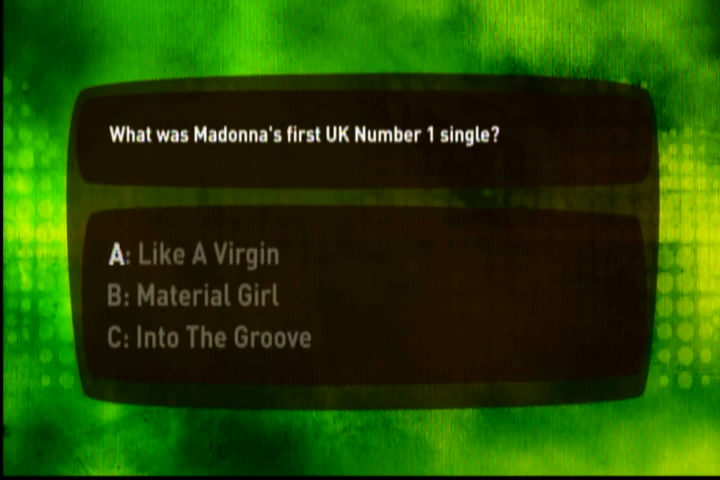 What was Madonna's first UK Number 1 single?
A: Like A Virgin
B: Material Girl
C: Into The Groove